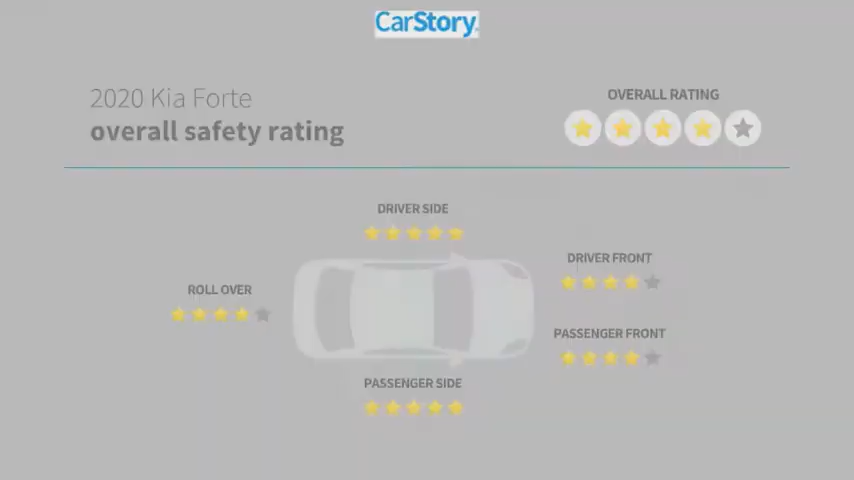 CarStory
2020 Kia Forte
overall safety rating
OVERALL RATING
DRIVER SIDE
DRIVER FRONT
ROLL OVER
PASSENGER FRONT
PASSENGER SIDE